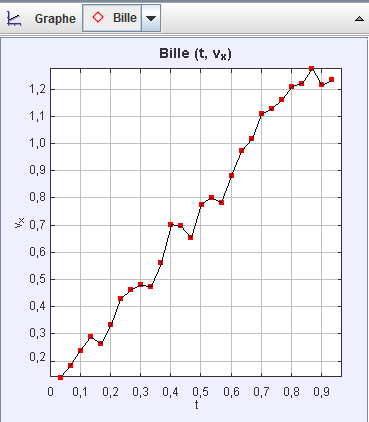 Graphe Bille
Bille (t, vₓ)
1,2
1,1
1,0
0,9
0,8
vₓ
0,7
0,6
0,5
0,4
0,3
0,2
0 0,1 0,2 0,3 0,4 0,5 0,6 0,7 0,8 0,9
t